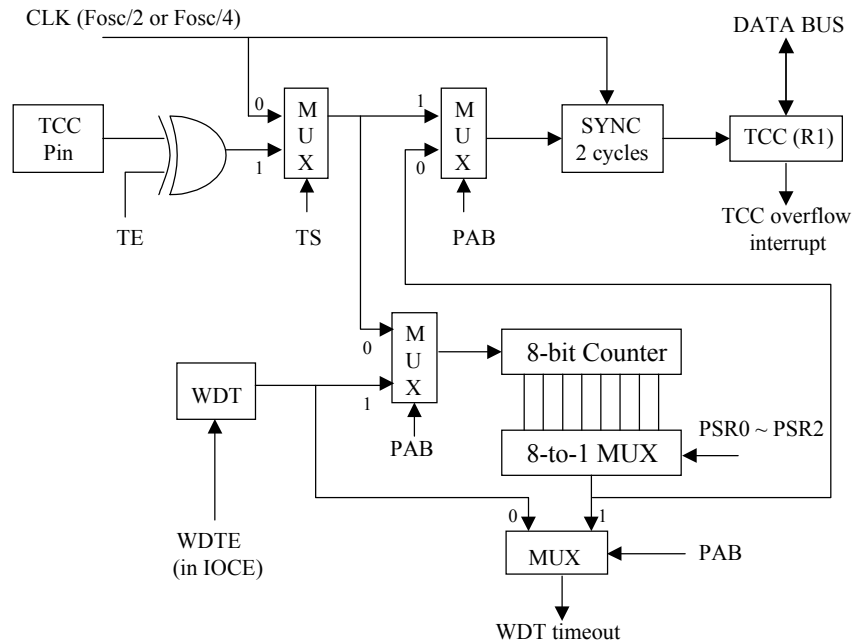 CLK (Fosc/2 or Fosc/4)
DATA BUS
TCC
Pin
0
1
M
U
X
1
0
M
U
X
SYNC
2 cycles
TCC (R1)
TE
TS
PAB
TCC overflow
interrupt
WDT
0
1
M
U
X
8-bit Counter
PAB
8-to-1 MUX
PSR0 ~ PSR2
WDTE
(in IOCE)
0
1
MUX
PAB
WDT timeout